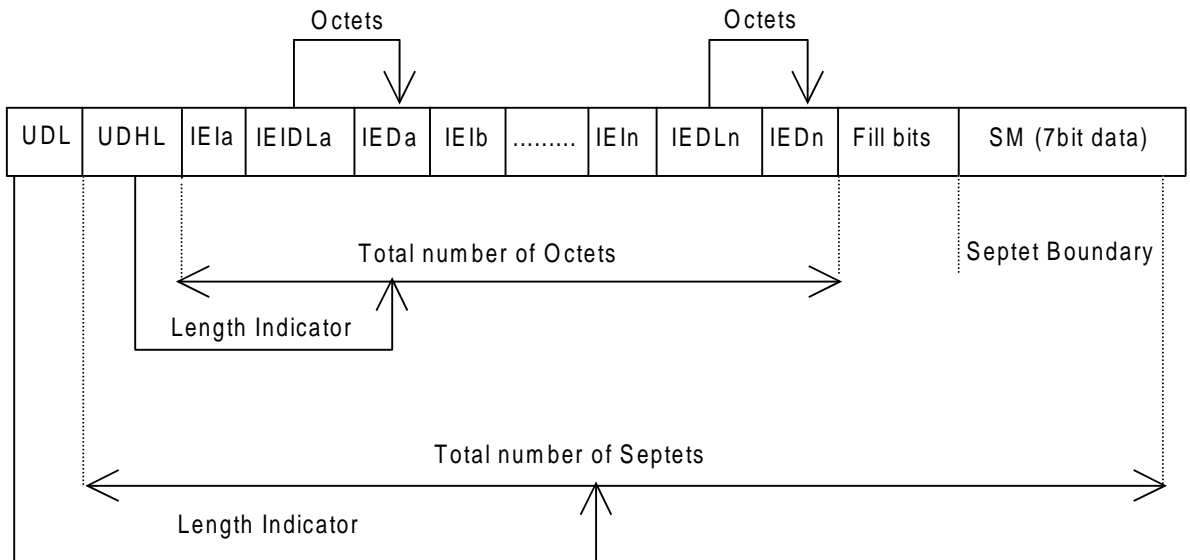 Octets Octets
UDL UDHL IEIa IEIDLa IEDa IEIb ......... IEIn IEDLn IEDn Fill bits SM (7bit data)
Total number of Octets
Septet Boundary
Length Indicator
Total number of Septets
Length Indicator